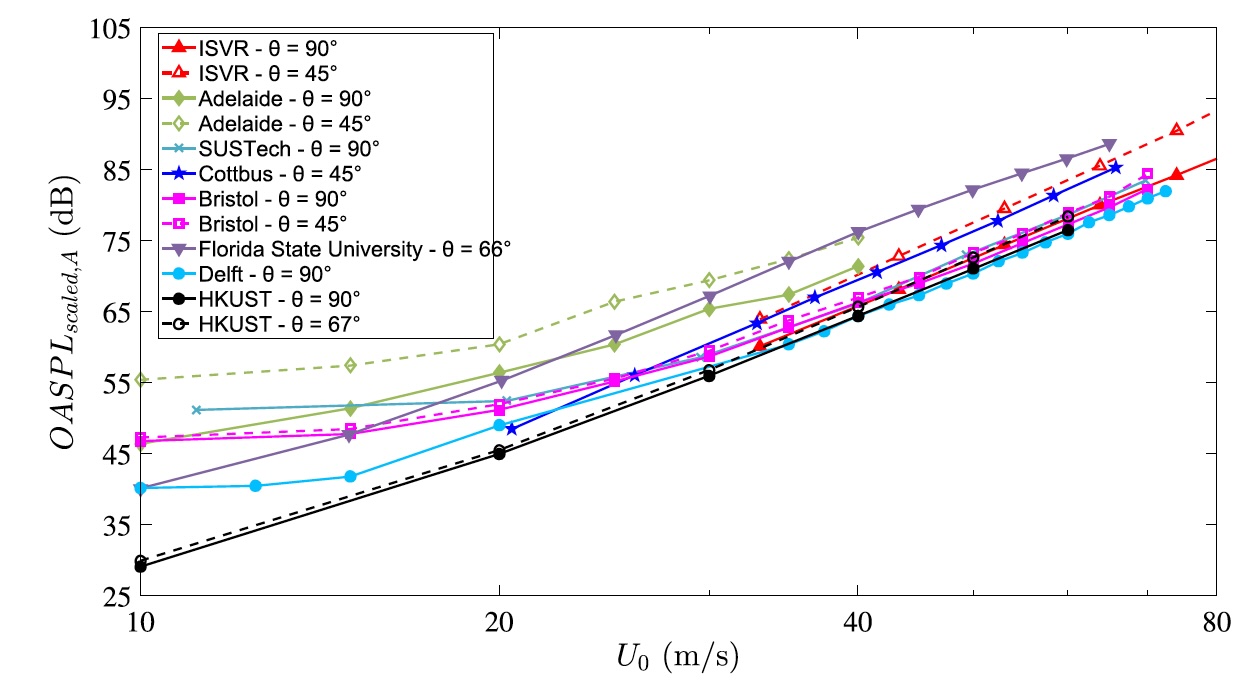 105
95
85
75
65
55
45
35
25
OASPL_{scaled,A} (dB)
ISVR - θ = 90°
ISVR - θ = 45°
Adelaide - θ = 90°
Adelaide - θ = 45°
SUSTech - θ = 90°
Cottbus - θ = 45°
Bristol - θ = 90°
Bristol - θ = 45°
Florida State University - θ = 66°
Delft - θ = 90°
HKUST - θ = 90°
HKUST - θ = 67°
10 20 40 80
U_0 (m/s)